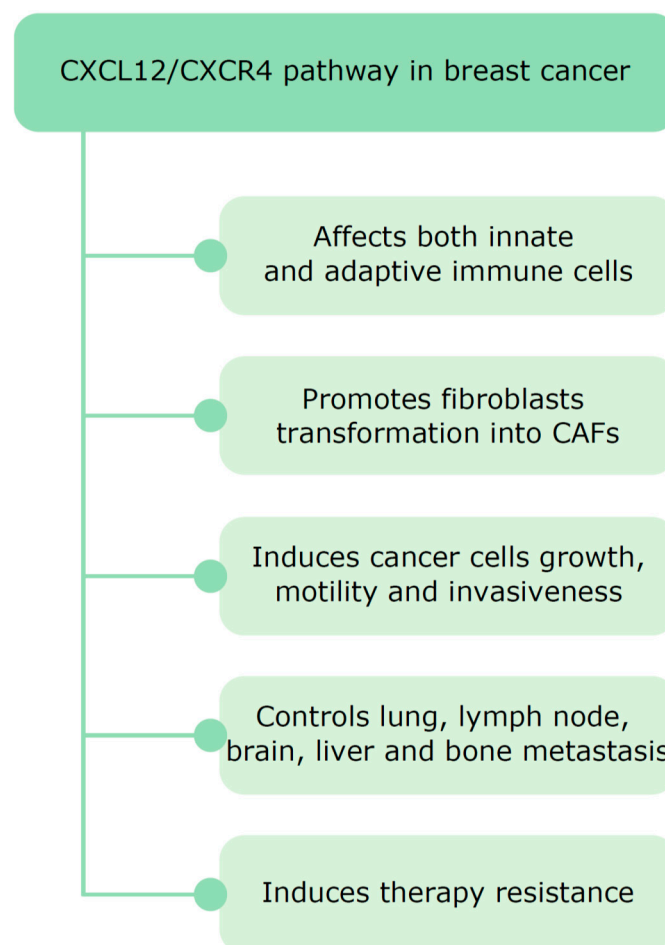 CXCL12/CXCR4 pathway in breast cancer
Affects both innate
and adaptive immune cells
Promotes fibroblasts
transformation into CAFs
Induces cancer cells growth,
motility and invasiveness
Controls lung, lymph node,
brain, liver and bone metastasis
Induces therapy resistance